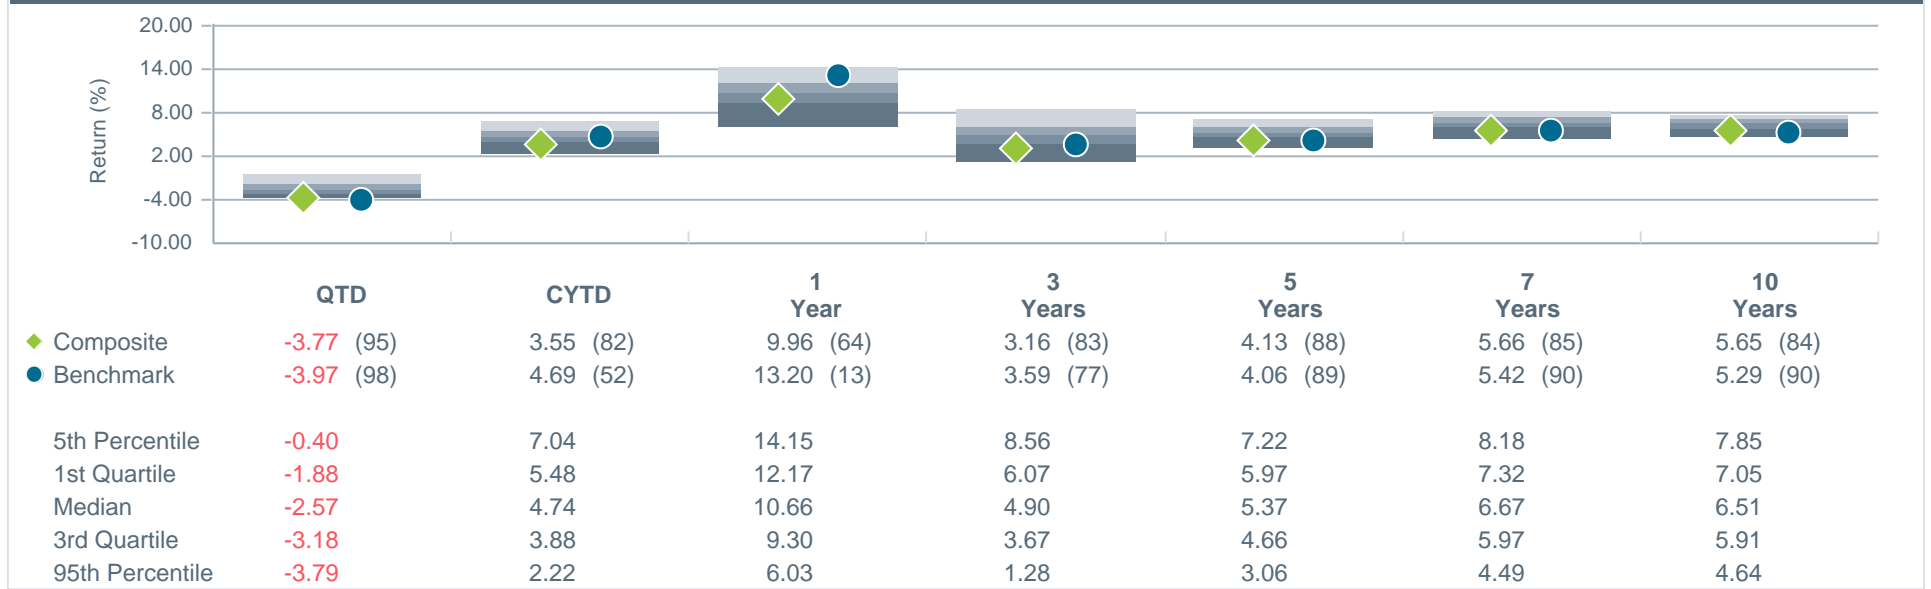 20.00
14.00
8.00
2.00
-4.00
-10.00
Return (%)
QTD CYTD 1 Year 3 Years 5 Years 7 Years 10 Years
Composite -3.77 (95) 3.55 (82) 9.96 (64) 3.16 (83) 4.13 (88) 5.66 (85) 5.65 (84)
Benchmark -3.97 (98) 4.69 (52) 13.20 (13) 3.59 (77) 4.06 (89) 5.42 (90) 5.29 (90)
5th Percentile -0.40 7.04 14.15 8.56 7.22 8.18 7.85
1st Quartile -1.88 5.48 12.17 6.07 5.97 7.32 7.05
Median -2.57 4.74 10.66 4.90 5.37 6.67 6.51
3rd Quartile -3.18 3.88 9.30 3.67 4.66 5.97 5.91
95th Percentile -3.79 2.22 6.03 1.28 3.06 4.49 4.64